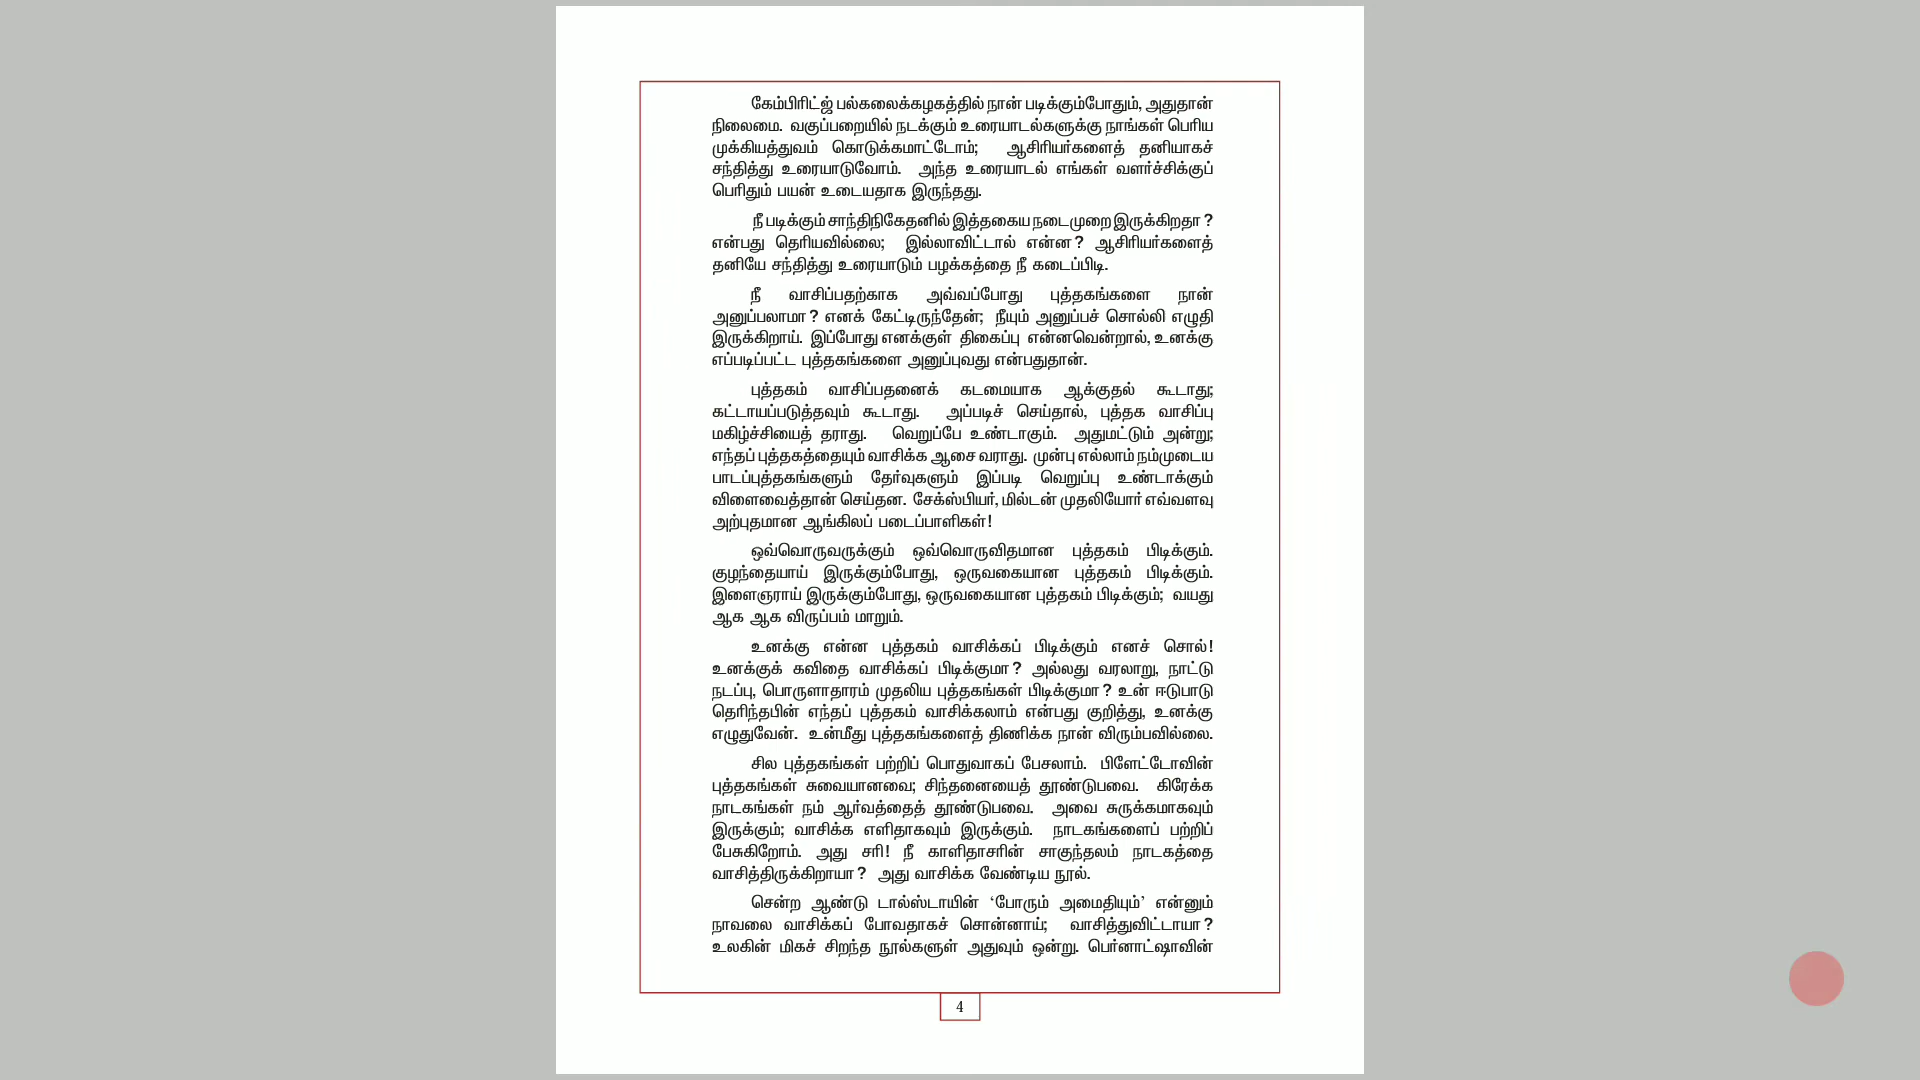 கேம்பிரிட்ஜ் பல்கலைக்கழகத்தில் நான் படிக்கும்போதும், அதுதான்
நிலைமை. வகுப்பறையில் நடக்கும் உரையாடல்களுக்கு நாங்கள் பெரிய
முக்கியத்துவம் கொடுக்கமாட்டோம்; ஆசிரியர்களைத் தனியாகச்
சந்தித்து உரையாடுவோம். அந்த உரையாடல் எங்கள் வளர்ச்சிக்குப்
பெரிதும் பயன் உடையதாக இருந்தது.
நீ படிக்கும் சாந்திநிகேதனில் இத்தகைய நடைமுறை இருக்கிறதா ?
என்பது தெரியவில்லை; இல்லாவிட்டால் என்ன ? ஆசிரியர்களைத்
தனியே சந்தித்து உரையாடும் பழக்கத்தை நீ கடைப்பிடி.
நீ வாசிப்பதற்காக அவ்வப்போது புத்தகங்களை நான்
அனுப்பலாமா ? எனக் கேட்டிருந்தேன்; நீயும் அனுப்பச் சொல்லி எழுதி
இருக்கிறாய். இப்போது எனக்குள் திகைப்பு என்னவென்றால், உனக்கு
எப்படிப்பட்ட புத்தகங்களை அனுப்புவது என்பதுதான்.
புத்தகம் வாசிப்பதனைக் கடமையாக ஆக்குதல் கூடாது;
கட்டாயப்படுத்தவும் கூடாது. அப்படிச் செய்தால், புத்தக வாசிப்பு
மகிழ்ச்சியைத் தராது. வெறுப்பே உண்டாகும். அதுமட்டும் அன்று;
எந்தப் புத்தகத்தையும் வாசிக்க ஆசை வராது. முன்பு எல்லாம் நம்முடைய
பாடப்புத்தகங்களும் தேர்வுகளும் இப்படி வெறுப்பு உண்டாக்கும்
விளைவைத்தான் செய்தன. சேக்ஸ்பியர், மில்டன் முதலியோர் எவ்வளவு
அற்புதமான ஆங்கிலப் படைப்பாளிகள் !
ஒவ்வொருவருக்கும் ஒவ்வொருவிதமான புத்தகம் பிடிக்கும்.
குழந்தையாய் இருக்கும்போது, ஒருவகையான புத்தகம் பிடிக்கும்.
இளைஞராய் இருக்கும்போது, ஒருவகையான புத்தகம் பிடிக்கும்; வயது
ஆக ஆக விருப்பம் மாறும்.
உனக்கு என்ன புத்தகம் வாசிக்கப் பிடிக்கும் எனச் சொல் !
உனக்குக் கவிதை வாசிக்கப் பிடிக்குமா ? அல்லது வரலாறு, நாட்டு
நடப்பு, பொருளாதாரம் முதலிய புத்தகங்கள் பிடிக்குமா ? உன் ஈடுபாடு
தெரிந்தபின் எந்தப் புத்தகம் வாசிக்கலாம் என்பது குறித்து, உனக்கு
எழுதுவேன். உன்மீது புத்தகங்களைத் திணிக்க நான் விரும்பவில்லை.
சில புத்தகங்கள் பற்றிப் பொதுவாகப் பேசலாம். பிளேட்டோவின்
புத்தகங்கள் சுவையானவை; சிந்தனையைத் தூண்டுபவை. கிரேக்க
நாடகங்கள் நம் ஆர்வத்தைத் தூண்டுபவை. அவை சுருக்கமாகவும்
இருக்கும்; வாசிக்க எளிதாகவும் இருக்கும். நாடகங்களைப் பற்றிப்
பேசுகிறோம். அது சரி ! நீ காளிதாசரின் சாகுந்தலம் நாடகத்தை
வாசித்திருக்கிறாயா ? அது வாசிக்க வேண்டிய நூல்.
சென்ற ஆண்டு டால்ஸ்டாயின் ‘போரும் அமைதியும்’ என்னும்
நாவலை வாசிக்கப் போவதாகச் சொன்னாய்; வாசித்துவிட்டாயா ?
உலகின் மிகச் சிறந்த நூல்களுள் அதுவும் ஒன்று. பெர்னாட்ஷாவின்
4